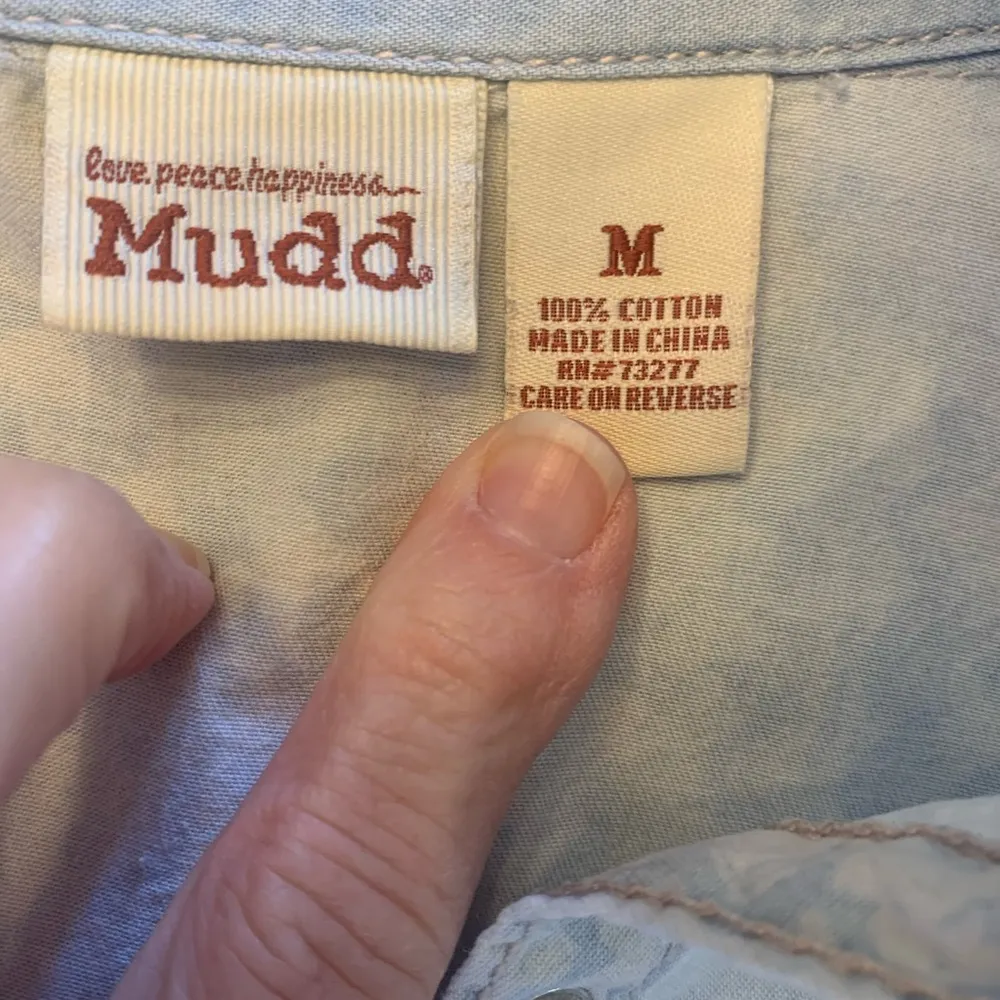 love.peace.happiness
Mudd®
M
100% COTTON
MADE IN CHINA
RN#73277
CARE ON REVERSE